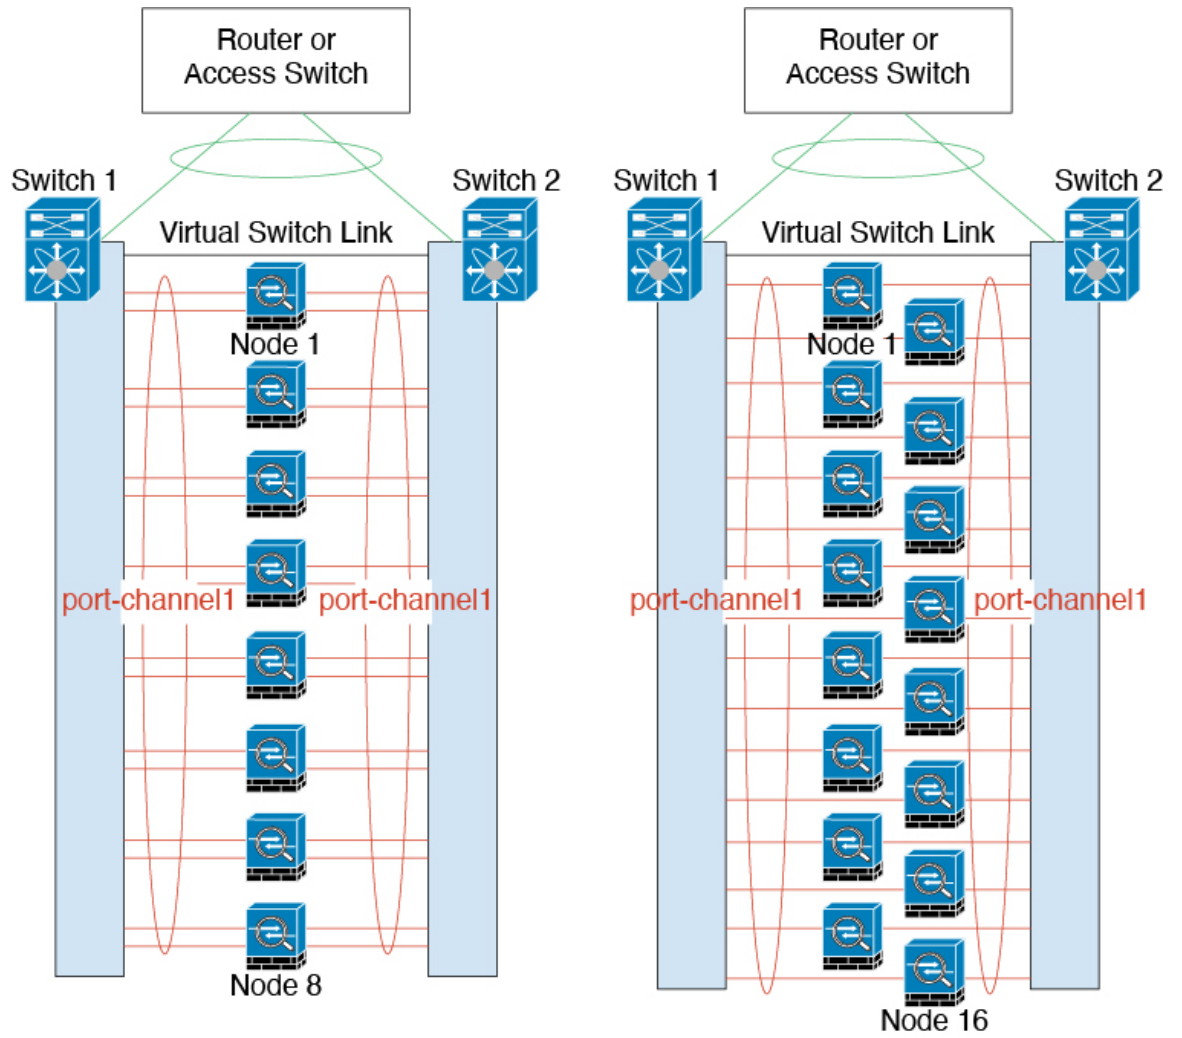 Router or
Access Switch
Switch 1
Switch 2
Virtual Switch Link
Node 1
port-channel1
port-channel1
Node 8
Router or
Access Switch
Switch 1
Switch 2
Virtual Switch Link
Node 1
port-channel1
port-channel1
Node 16